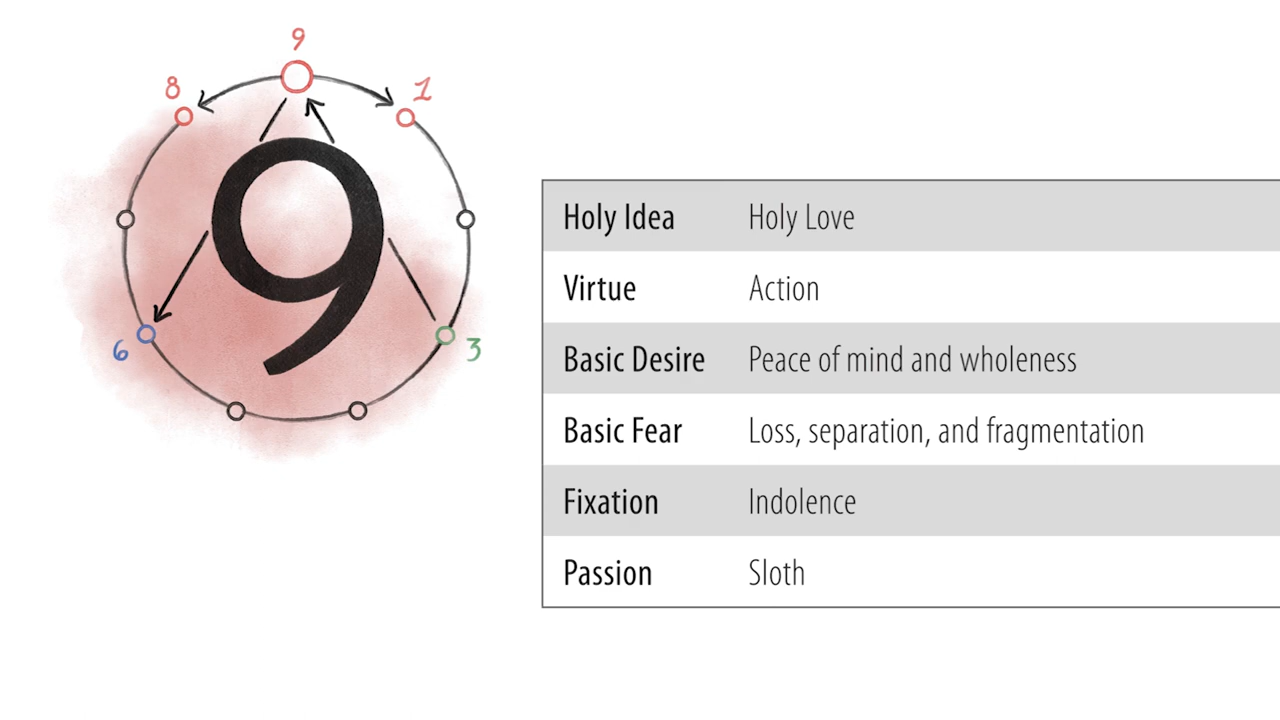 9
8
1
9
6
3
Holy Idea Holy Love
Virtue Action
Basic Desire Peace of mind and wholeness
Basic Fear Loss, separation, and fragmentation
Fixation Indolence
Passion Sloth